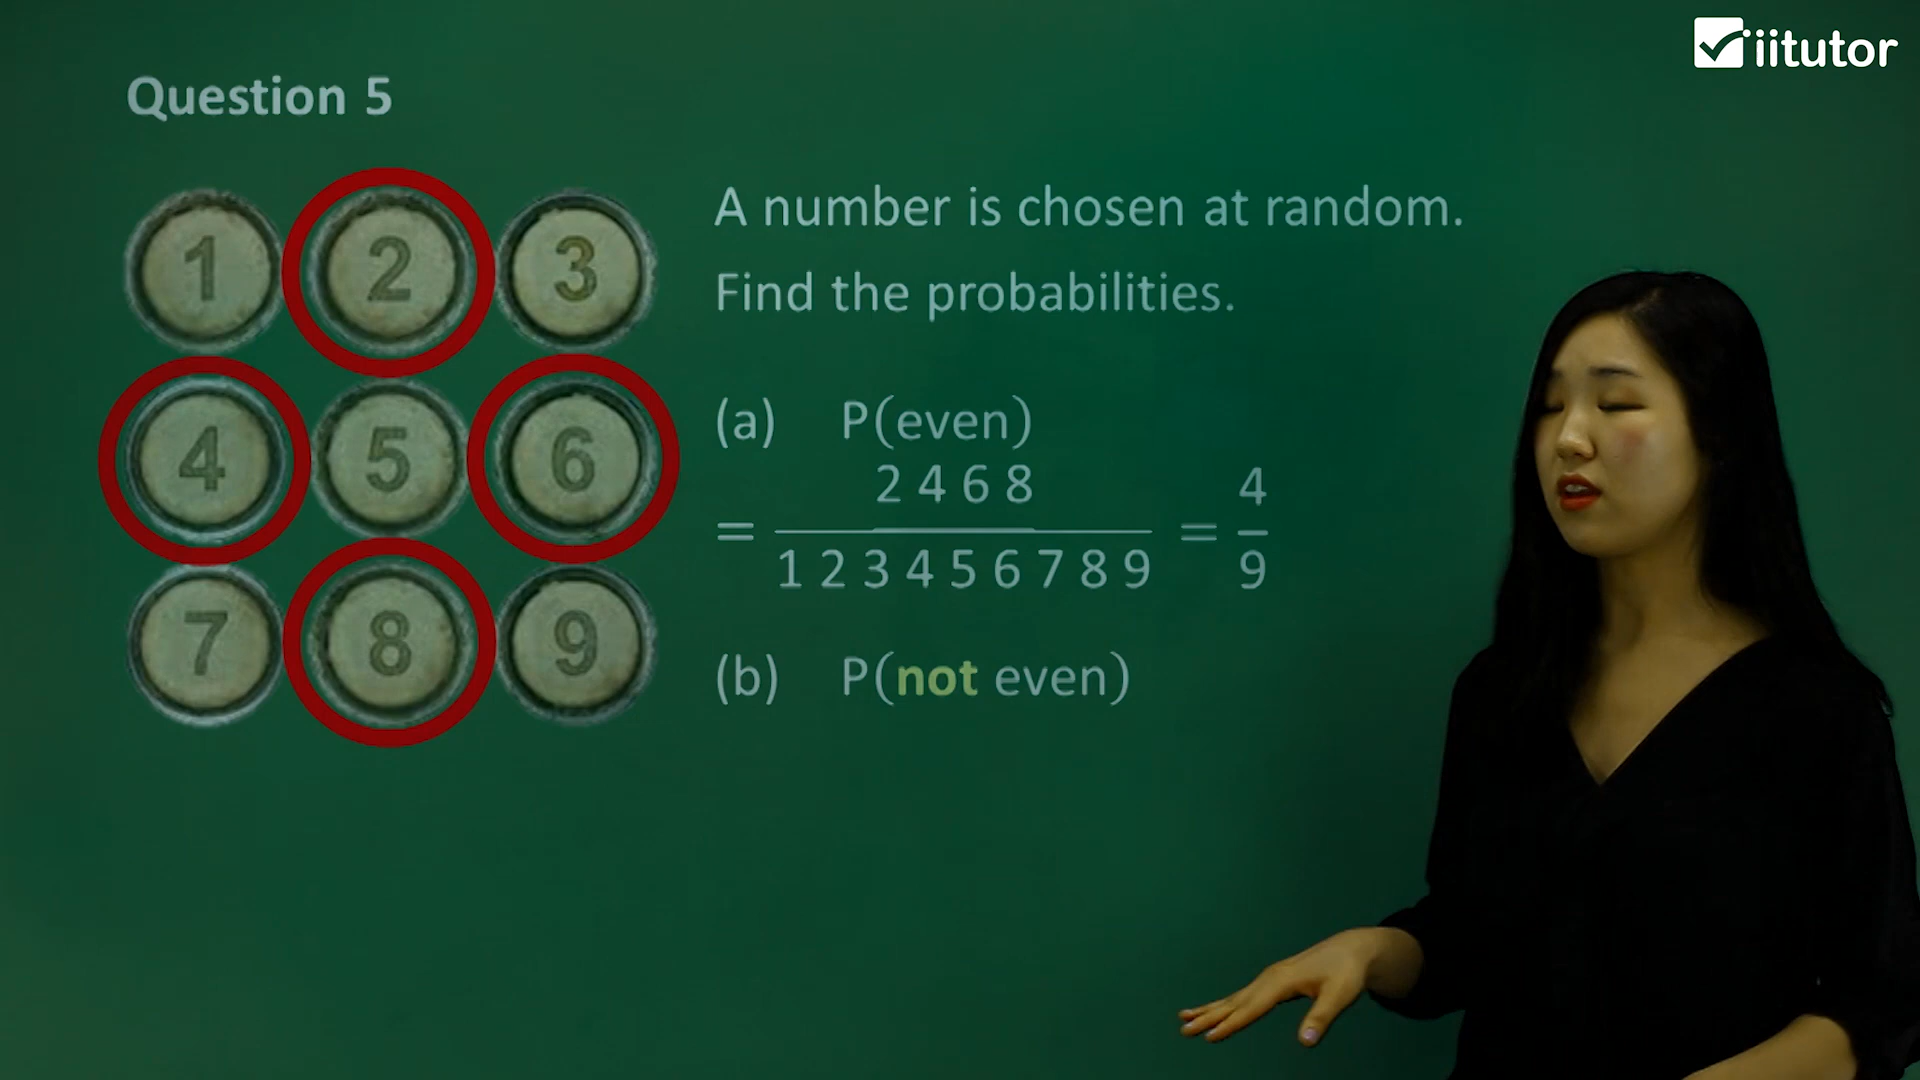 iitutor
Question 5
1 2 3
4 5 6
7 8 9
A number is chosen at random.
Find the probabilities.
(a) P(even)
2 4 6 8 4
= ――― = ―
1 2 3 4 5 6 7 8 9 9
(b) P(not even)